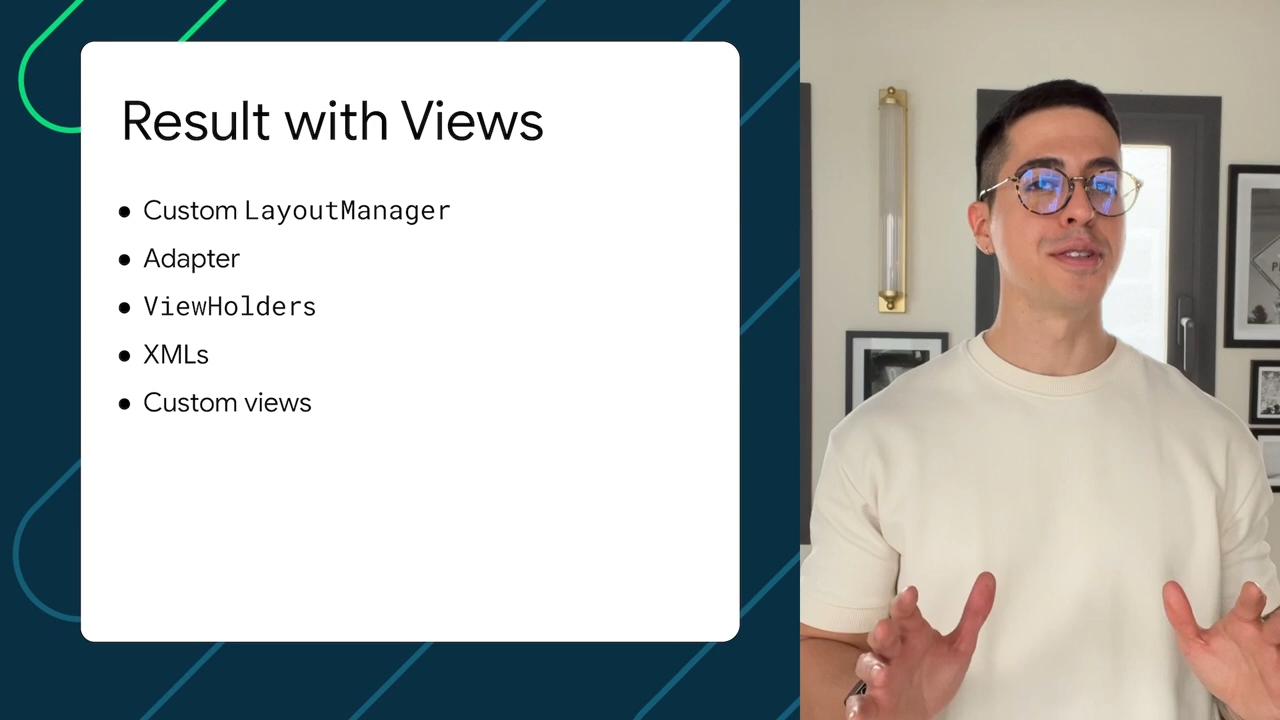 Result with Views
● Custom LayoutManager
● Adapter
● ViewHolders
● XMLs
● Custom views